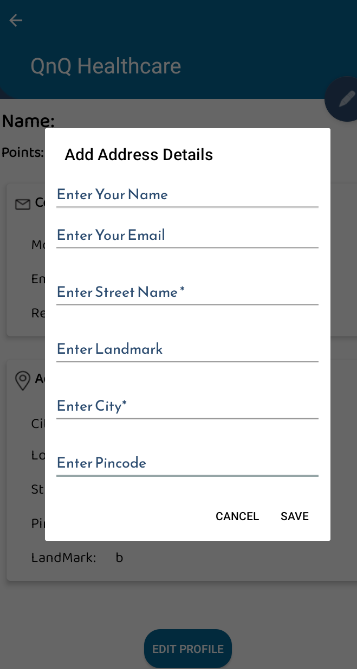 QnQ Healthcare
Name:
Points:
Add Address Details
Enter Your Name
Enter Your Email
Enter Street Name *
Enter Landmark
Enter City*
Enter Pincode
CANCEL SAVE
LandMark: b
EDIT PROFILE